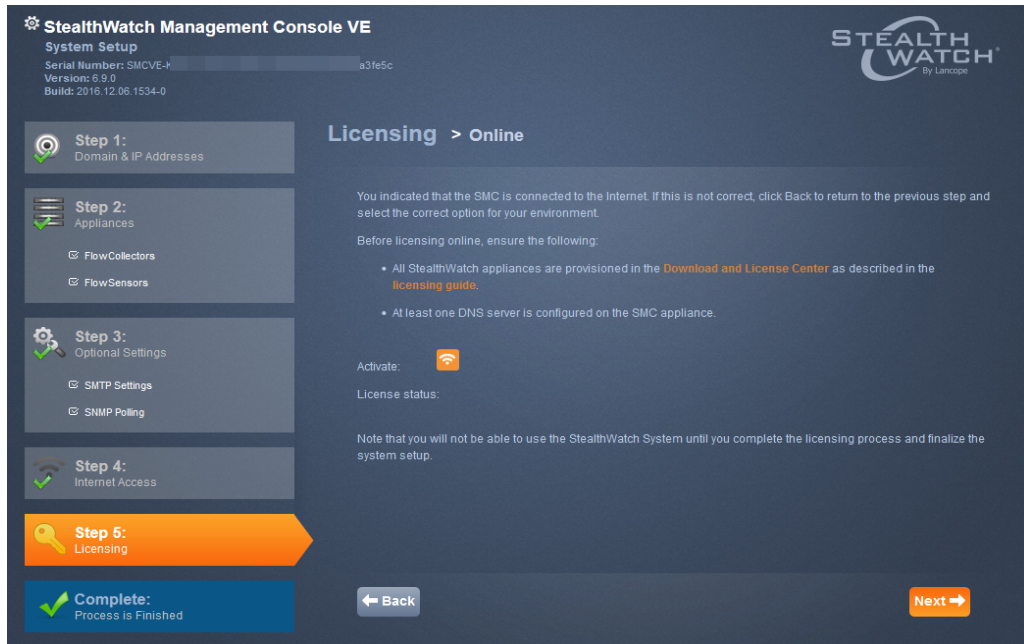 StealthWatch Management Console VE
System Setup
Serial Number: SMCVE- a3fe5c
Version: 6.9.0
Build: 2016.12.06.1534-0
STEALTH
WATCH®
By Lancope
Step 1:
Domain & IP Addresses
Step 2:
Appliances
FlowCollectors
FlowSensors
Step 3:
Optional Settings
SMTP Settings
SNMP Polling
Step 4:
Internet Access
Step 5:
Licensing
Complete:
Process is Finished
Licensing > Online
You indicated that the SMC is connected to the Internet. If this is not correct, click Back to return to the previous step and
select the correct option for your environment.
Before licensing online, ensure the following:
• All StealthWatch appliances are provisioned in the Download and License Center as described in the
licensing guide.
• At least one DNS server is configured on the SMC appliance.
Activate:
License status:
Note that you will not be able to use the StealthWatch System until you complete the licensing process and finalize the
system setup.
Back
Next